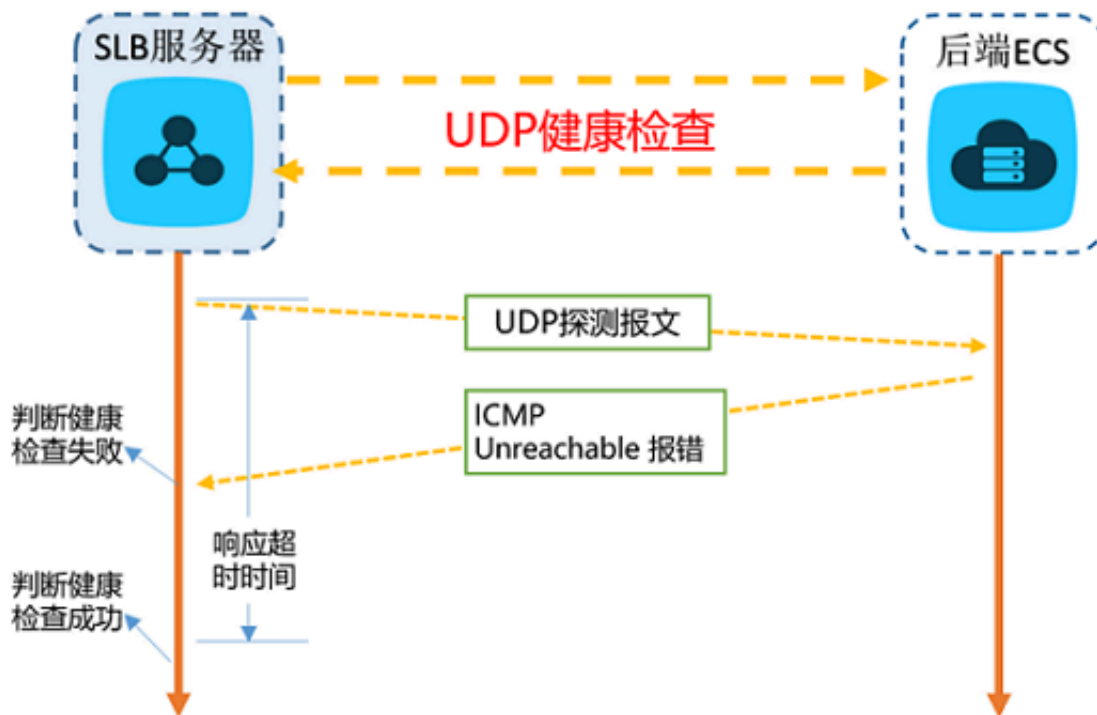 SLB服务器
后端ECS
UDP健康检查
UDP探测报文
ICMP
Unreachable 报错
判断健康
检查失败
响应超
时时间
判断健康
检查成功